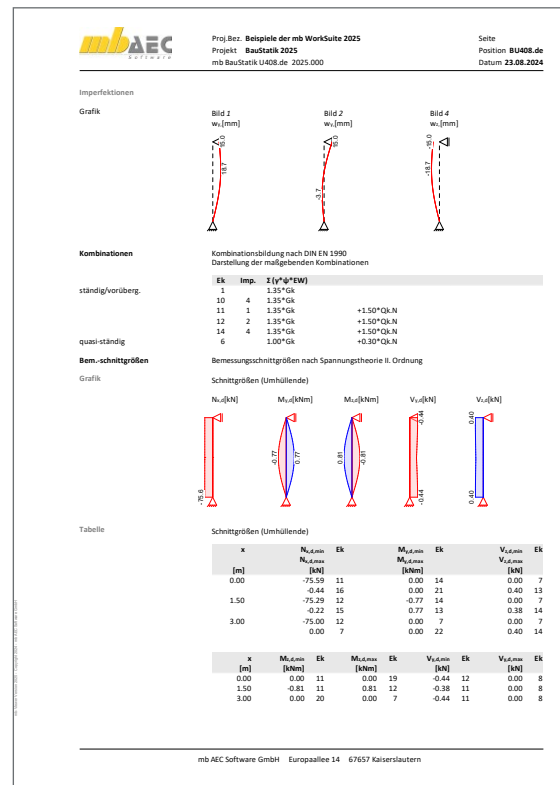 mbAEC
Software
Proj.Bez. Beispiele der mb WorkSuite 2025 Seite
Projekt BauStatik 2025 Position BU408.de
mb BauStatik U408.de 2025.000 Datum 23.08.2024
Imperfektionen
Grafik Bild 1 Bild 2 Bild 4
15.0 15.0 -15.0
18.7 -3.7 -18.7
Kombinationen Kombinationsbildung nach DIN EN 1990
Darstellung der maßgebenden Kombinationen
Ek Imp. Σ (γ*ψ*EW)
ständig/vorüberg. 1 1.35*Gk
10 4 1.35*Gk
11 1 1.35*Gk +1.50*Qk.N
12 2 1.35*Gk +1.50*Qk.N
14 4 1.35*Gk +1.50*Qk.N
quasi-ständig 6 1.00*Gk +0.30*Qk.N
Bem.-schnittgrößen Bemessungsschnittgrößen nach Spannungstheorie II. Ordnung
Grafik Schnittgrößen (Umhüllende)
Nx,d[kN] My,d[kNm] Mz,d[kNm] Vy,d[kN] Vz,d[kN]
-0.44 0.40
-0.77 0.77 0.81 -0.81
-75.6 -0.44 0.40
Tabelle Schnittgrößen (Umhüllende)
x Nx,d,min Ek My,d,min Ek Vz,d,min Ek
Nx,d,max My,d,max Vz,d,max
[m] [kN] [kNm] [kN]
0.00 -75.59 11 0.00 14 0.00 7
-0.44 16 0.00 21 0.40 13
1.50 -75.29 12 -0.77 14 0.00 7
-0.22 15 0.77 13 0.38 14
3.00 -75.00 12 0.00 7 0.00 7
0.00 7 0.00 22 0.40 14
x Mz,d,min Ek Mz,d,max Ek Vy,d,min Ek Vy,d,max Ek
[m] [kNm] [kNm] [kN] [kN]
0.00 0.00 11 0.00 19 -0.44 12 0.00 8
1.50 -0.81 11 0.81 12 -0.38 11 0.00 8
3.00 0.00 20 0.00 7 -0.44 11 0.00 8
mb AEC Software GmbH Europaallee 14 67657 Kaiserslautern